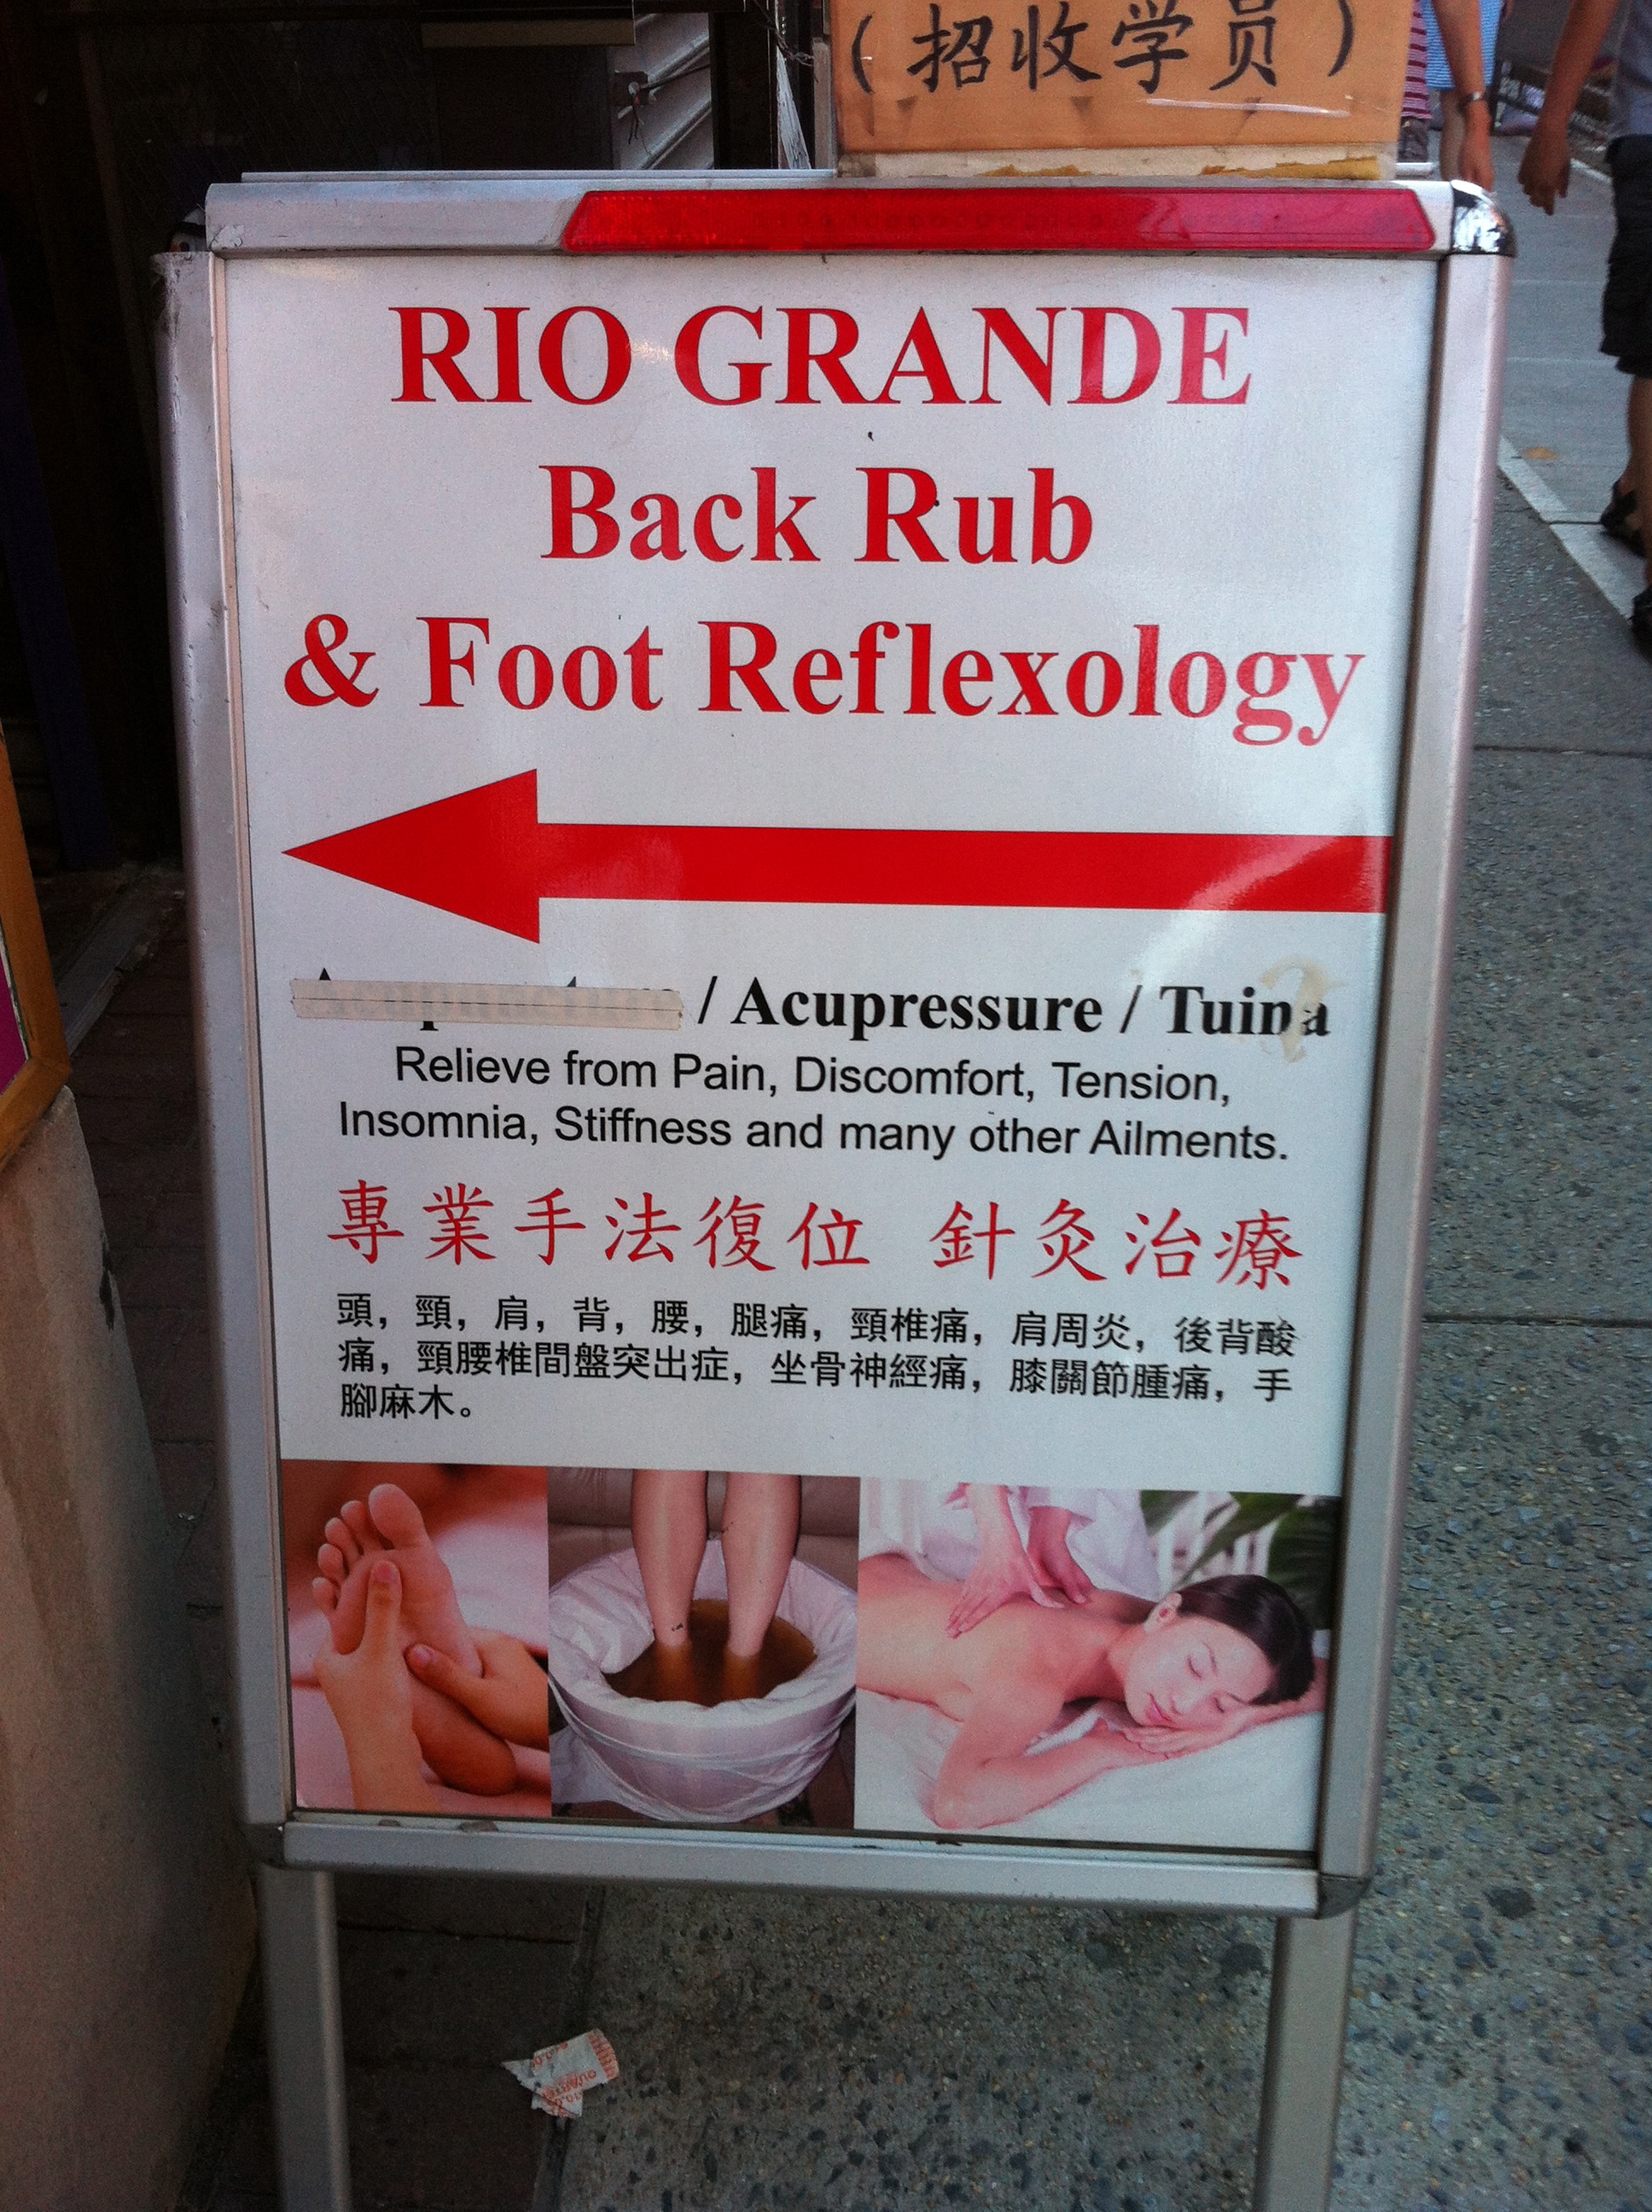 （招收学员）
RIO GRANDE
Back Rub
& Foot Reflexology
/ Acupressure / Tuina
Relieve from Pain, Discomfort, Tension,
Insomnia, Stiffness and many other Ailments.
專業手法復位 針灸治療
頭，頸，肩，背，腰，腿痛，頸椎痛，肩周炎，後背酸
痛，頸腰椎間盤突出症，坐骨神經痛，膝關節腫痛，手
腳麻木。